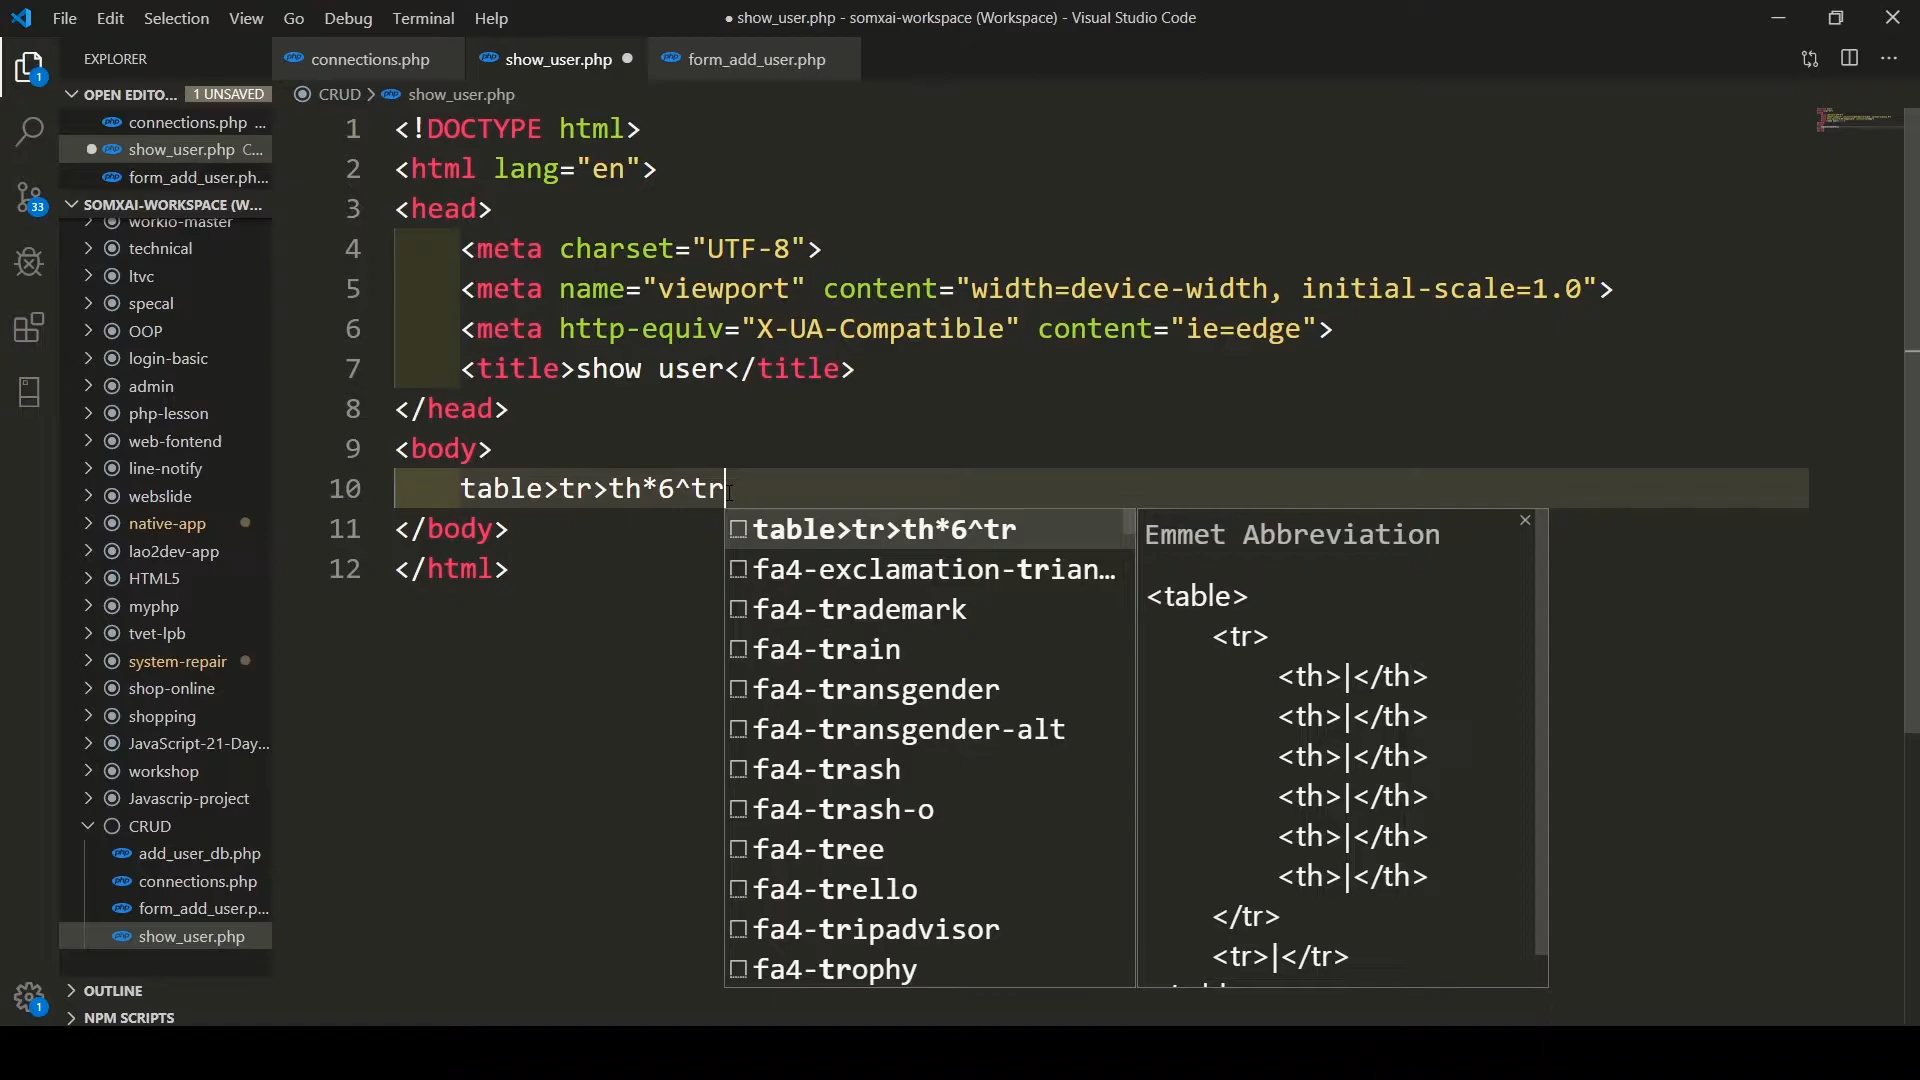 File Edit Selection View Go Debug Terminal Help
● show_user.php - somxai-workspace (Workspace) - Visual Studio Code
EXPLORER
connections.php
show_user.php
form_add_user.php
OPEN EDITO... 1 UNSAVED
connections.php ...
show_user.php C...
form_add_user.ph...
SOMXAI-WORKSPACE (W...
workio-master
technical
ltvc
specal
OOP
login-basic
admin
php-lesson
web-fontend
line-notify
webslide
native-app
lao2dev-app
HTML5
myphp
tvet-lpb
system-repair
shop-online
shopping
JavaScript-21-Day...
workshop
Javascrip-project
CRUD
add_user_db.php
connections.php
form_add_user.p...
show_user.php
OUTLINE
NPM SCRIPTS
1
33
1
CRUD > show_user.php
1 <!DOCTYPE html>
2 <html lang="en">
3 <head>
4 <meta charset="UTF-8">
5 <meta name="viewport" content="width=device-width, initial-scale=1.0">
6 <meta http-equiv="X-UA-Compatible" content="ie=edge">
7 <title>show user</title>
8 </head>
9 <body>
10 table>tr>th*6^tr
11 </body>
12 </html>
table>tr>th*6^tr
fa4-exclamation-trian...
fa4-trademark
fa4-train
fa4-transgender
fa4-transgender-alt
fa4-trash
fa4-trash-o
fa4-tree
fa4-trello
fa4-tripadvisor
fa4-trophy
Emmet Abbreviation
<table>
<tr>
<th>|</th>
<th>|</th>
<th>|</th>
<th>|</th>
<th>|</th>
<th>|</th>
</tr>
<tr>|</tr>